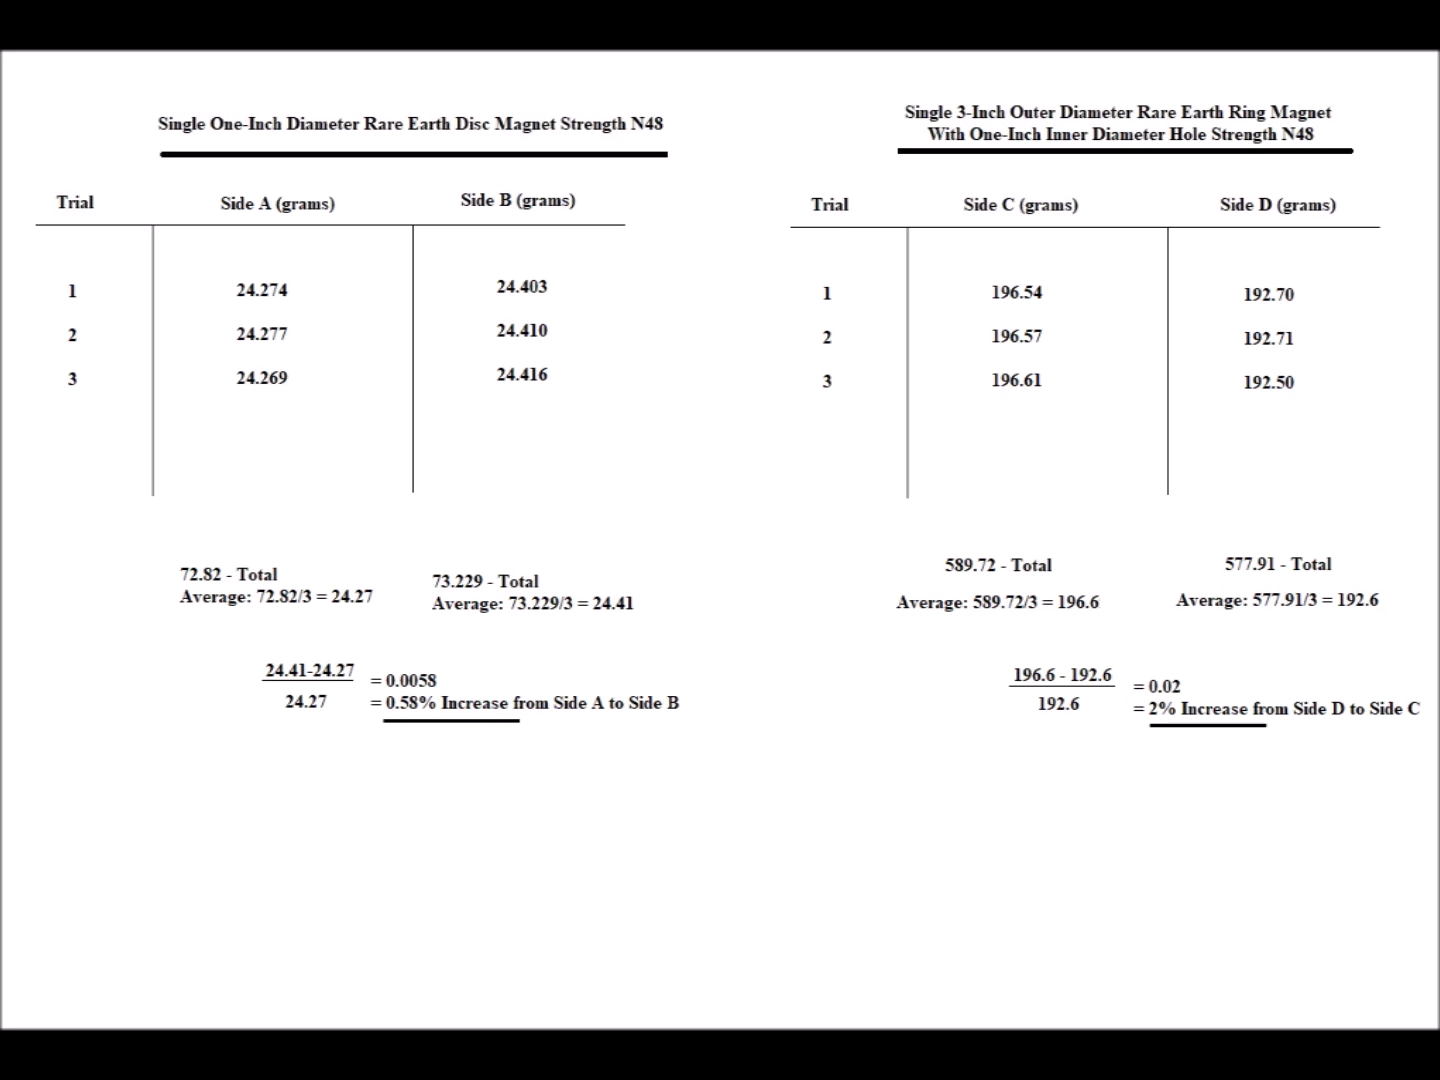 Single One-Inch Diameter Rare Earth Disc Magnet Strength N48
Trial Side A (grams) Side B (grams)
1 24.274 24.403
2 24.277 24.410
3 24.269 24.416
72.82 - Total
Average: 72.82/3 = 24.27
73.229 - Total
Average: 73.229/3 = 24.41
24.41-24.27
24.27
= 0.0058
= 0.58% Increase from Side A to Side B
Single 3-Inch Outer Diameter Rare Earth Ring Magnet
With One-Inch Inner Diameter Hole Strength N48
Trial Side C (grams) Side D (grams)
1 196.54 192.70
2 196.57 192.71
3 196.61 192.50
589.72 - Total
Average: 589.72/3 = 196.6
577.91 - Total
Average: 577.91/3 = 192.6
196.6 - 192.6
192.6
= 0.02
= 2% Increase from Side D to Side C